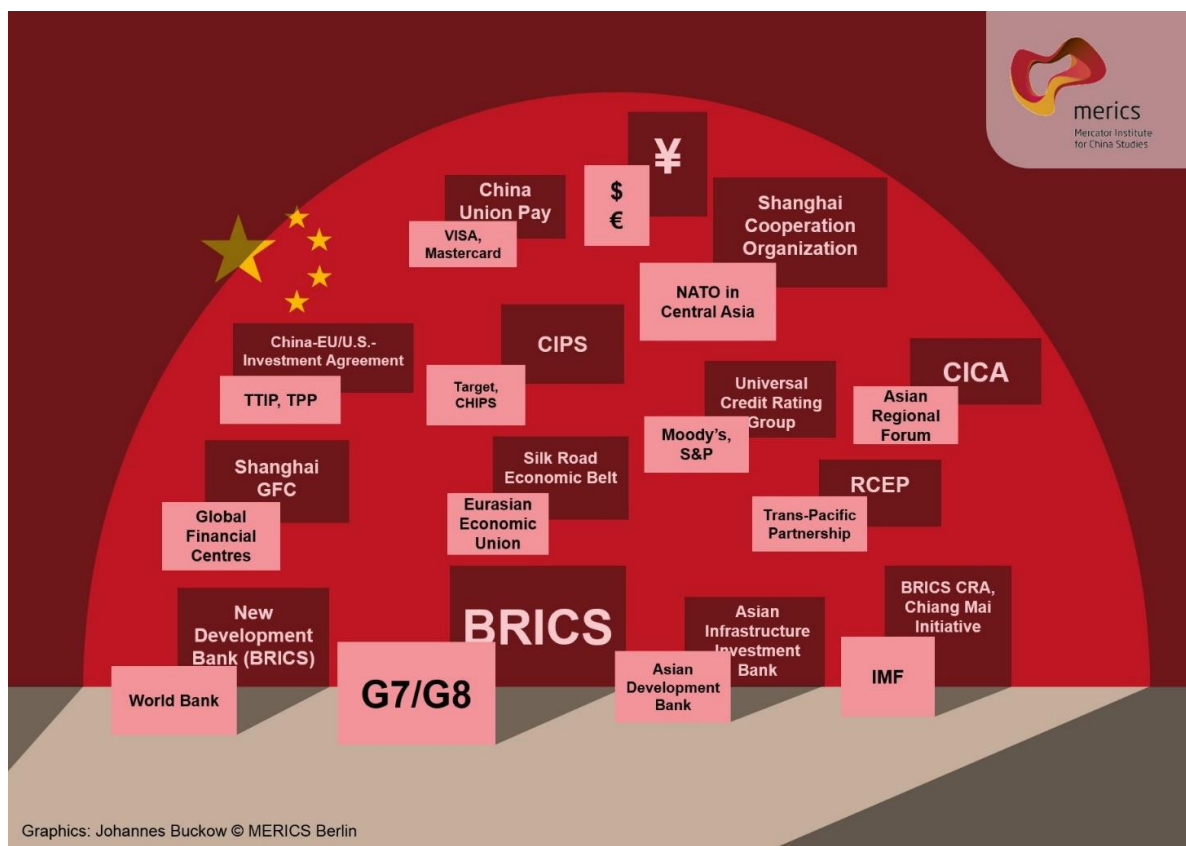 merics
Mercator Institute
for China Studies
¥
$
€
China
Union Pay
VISA,
Mastercard
Shanghai
Cooperation
Organization
NATO in
Central Asia
China-EU/U.S.-
Investment Agreement
TTIP, TPP
CIPS
Target,
CHIPS
Universal
Credit Rating
Group
Moody's,
S&P
CICA
Asian
Regional
Forum
Shanghai
GFC
Global
Financial
Centres
Silk Road
Economic Belt
Eurasian
Economic
Union
RCEP
Trans-Pacific
Partnership
New
Development
Bank (BRICS)
World Bank
BRICS
G7/G8
Asian
Infrastructure
Investment
Bank
Asian
Development
Bank
BRICS CRA,
Chiang Mai
Initiative
IMF
Graphics: Johannes Buckow © MERICS Berlin